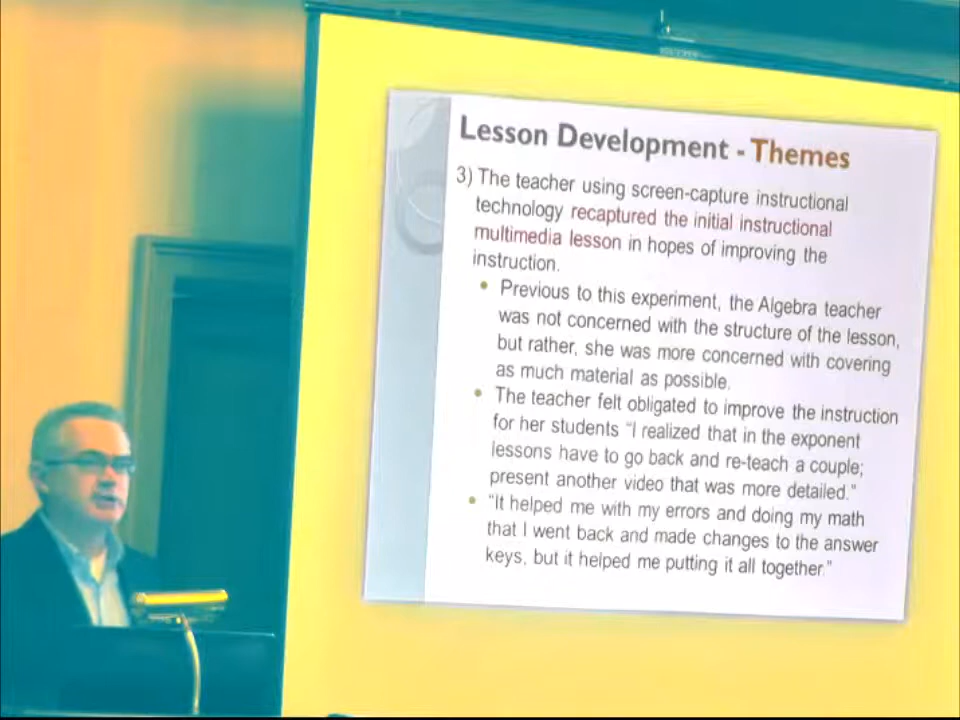 Lesson Development - Themes
3) The teacher using screen-capture instructional
technology recaptured the initial instructional
multimedia lesson in hopes of improving the
instruction.
• Previous to this experiment, the Algebra teacher
was not concerned with the structure of the lesson,
but rather, she was more concerned with covering
as much material as possible.
• The teacher felt obligated to improve the instruction
for her students “I realized that in the exponent
lessons have to go back and re-teach a couple;
present another video that was more detailed.”
• “It helped me with my errors and doing my math
that I went back and made changes to the answer
keys, but it helped me putting it all together.”